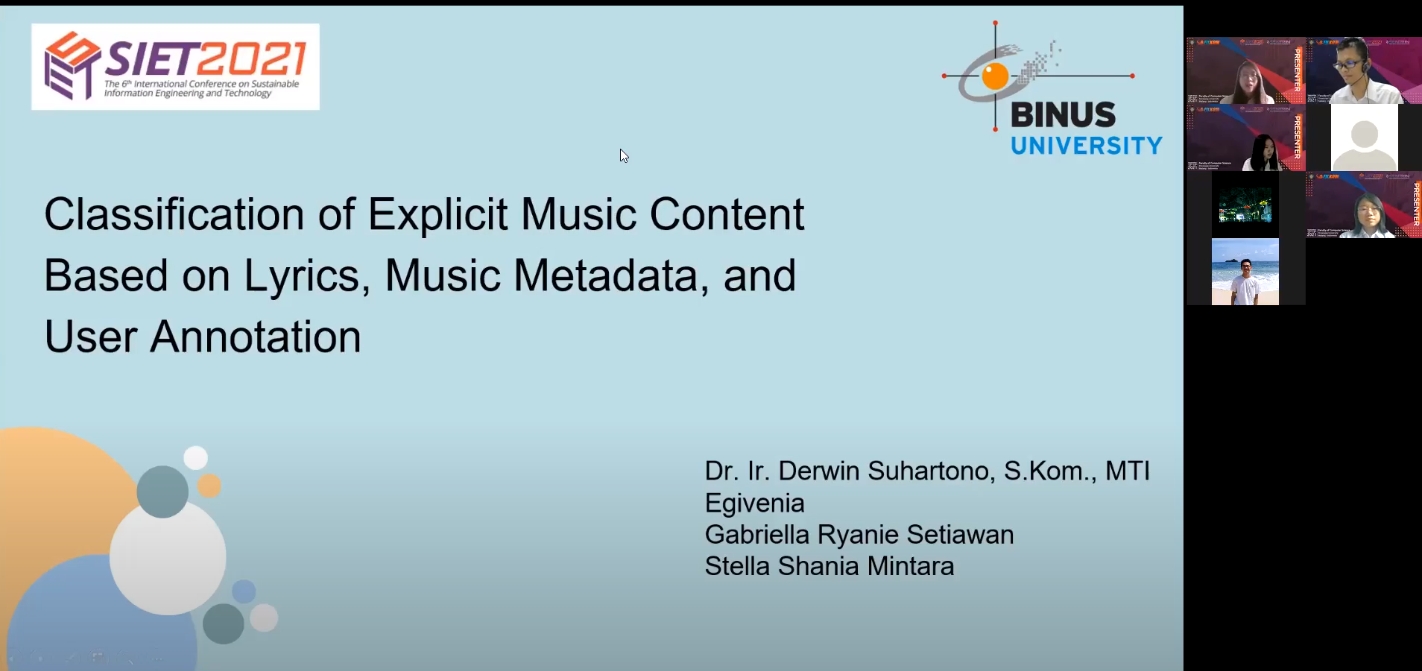 SIET2021
The 6th International Conference on Sustainable
Information Engineering and Technology
BINUS
UNIVERSITY
Classification of Explicit Music Content
Based on Lyrics, Music Metadata, and
User Annotation
Dr. Ir. Derwin Suhartono, S.Kom., MTI
Egivenia
Gabriella Ryanie Setiawan
Stella Shania Mintara
PRESENTER
PRESENTER
PRESENTER